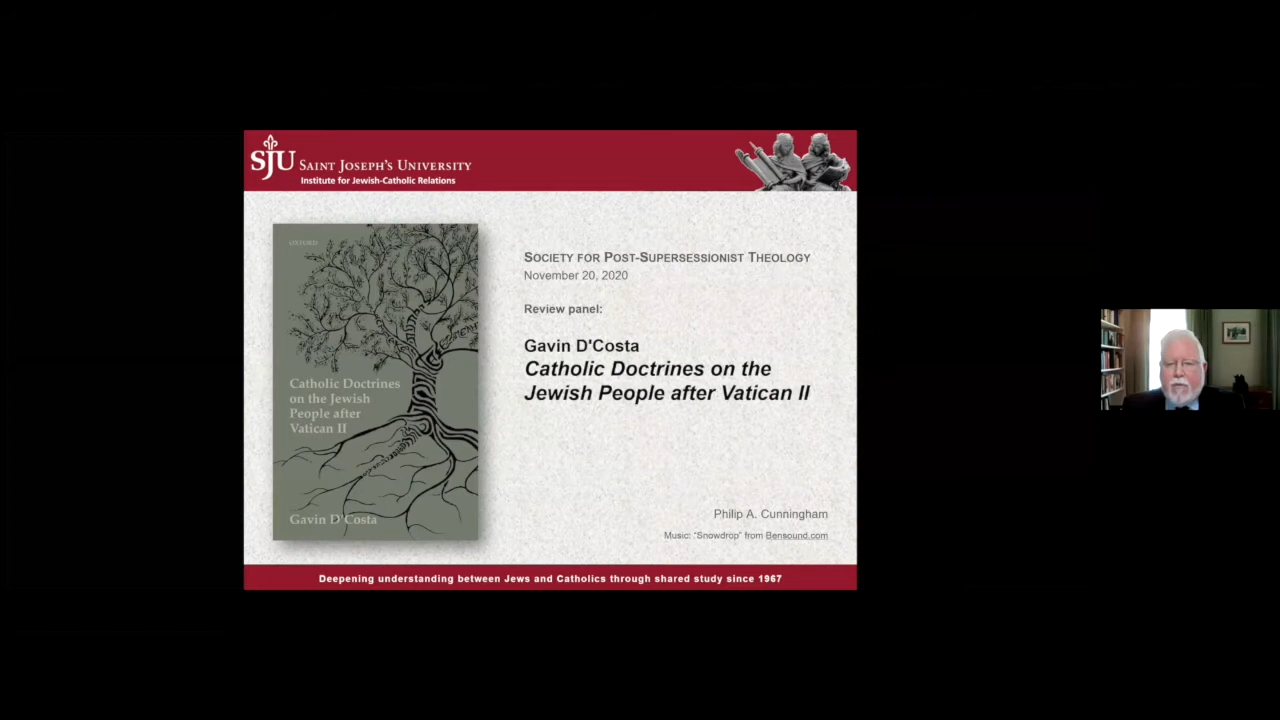 SJU SAINT JOSEPH'S UNIVERSITY
Institute for Jewish-Catholic Relations
OXFORD
Catholic Doctrines
on the Jewish
People after
Vatican II
Gavin D'Costa
SOCIETY FOR POST-SUPERSESSIONIST THEOLOGY
November 20, 2020
Review panel:
Gavin D'Costa
Catholic Doctrines on the
Jewish People after Vatican II
Philip A. Cunningham
Music: "Snowdrop" from Bensound.com
Deepening understanding between Jews and Catholics through shared study since 1967